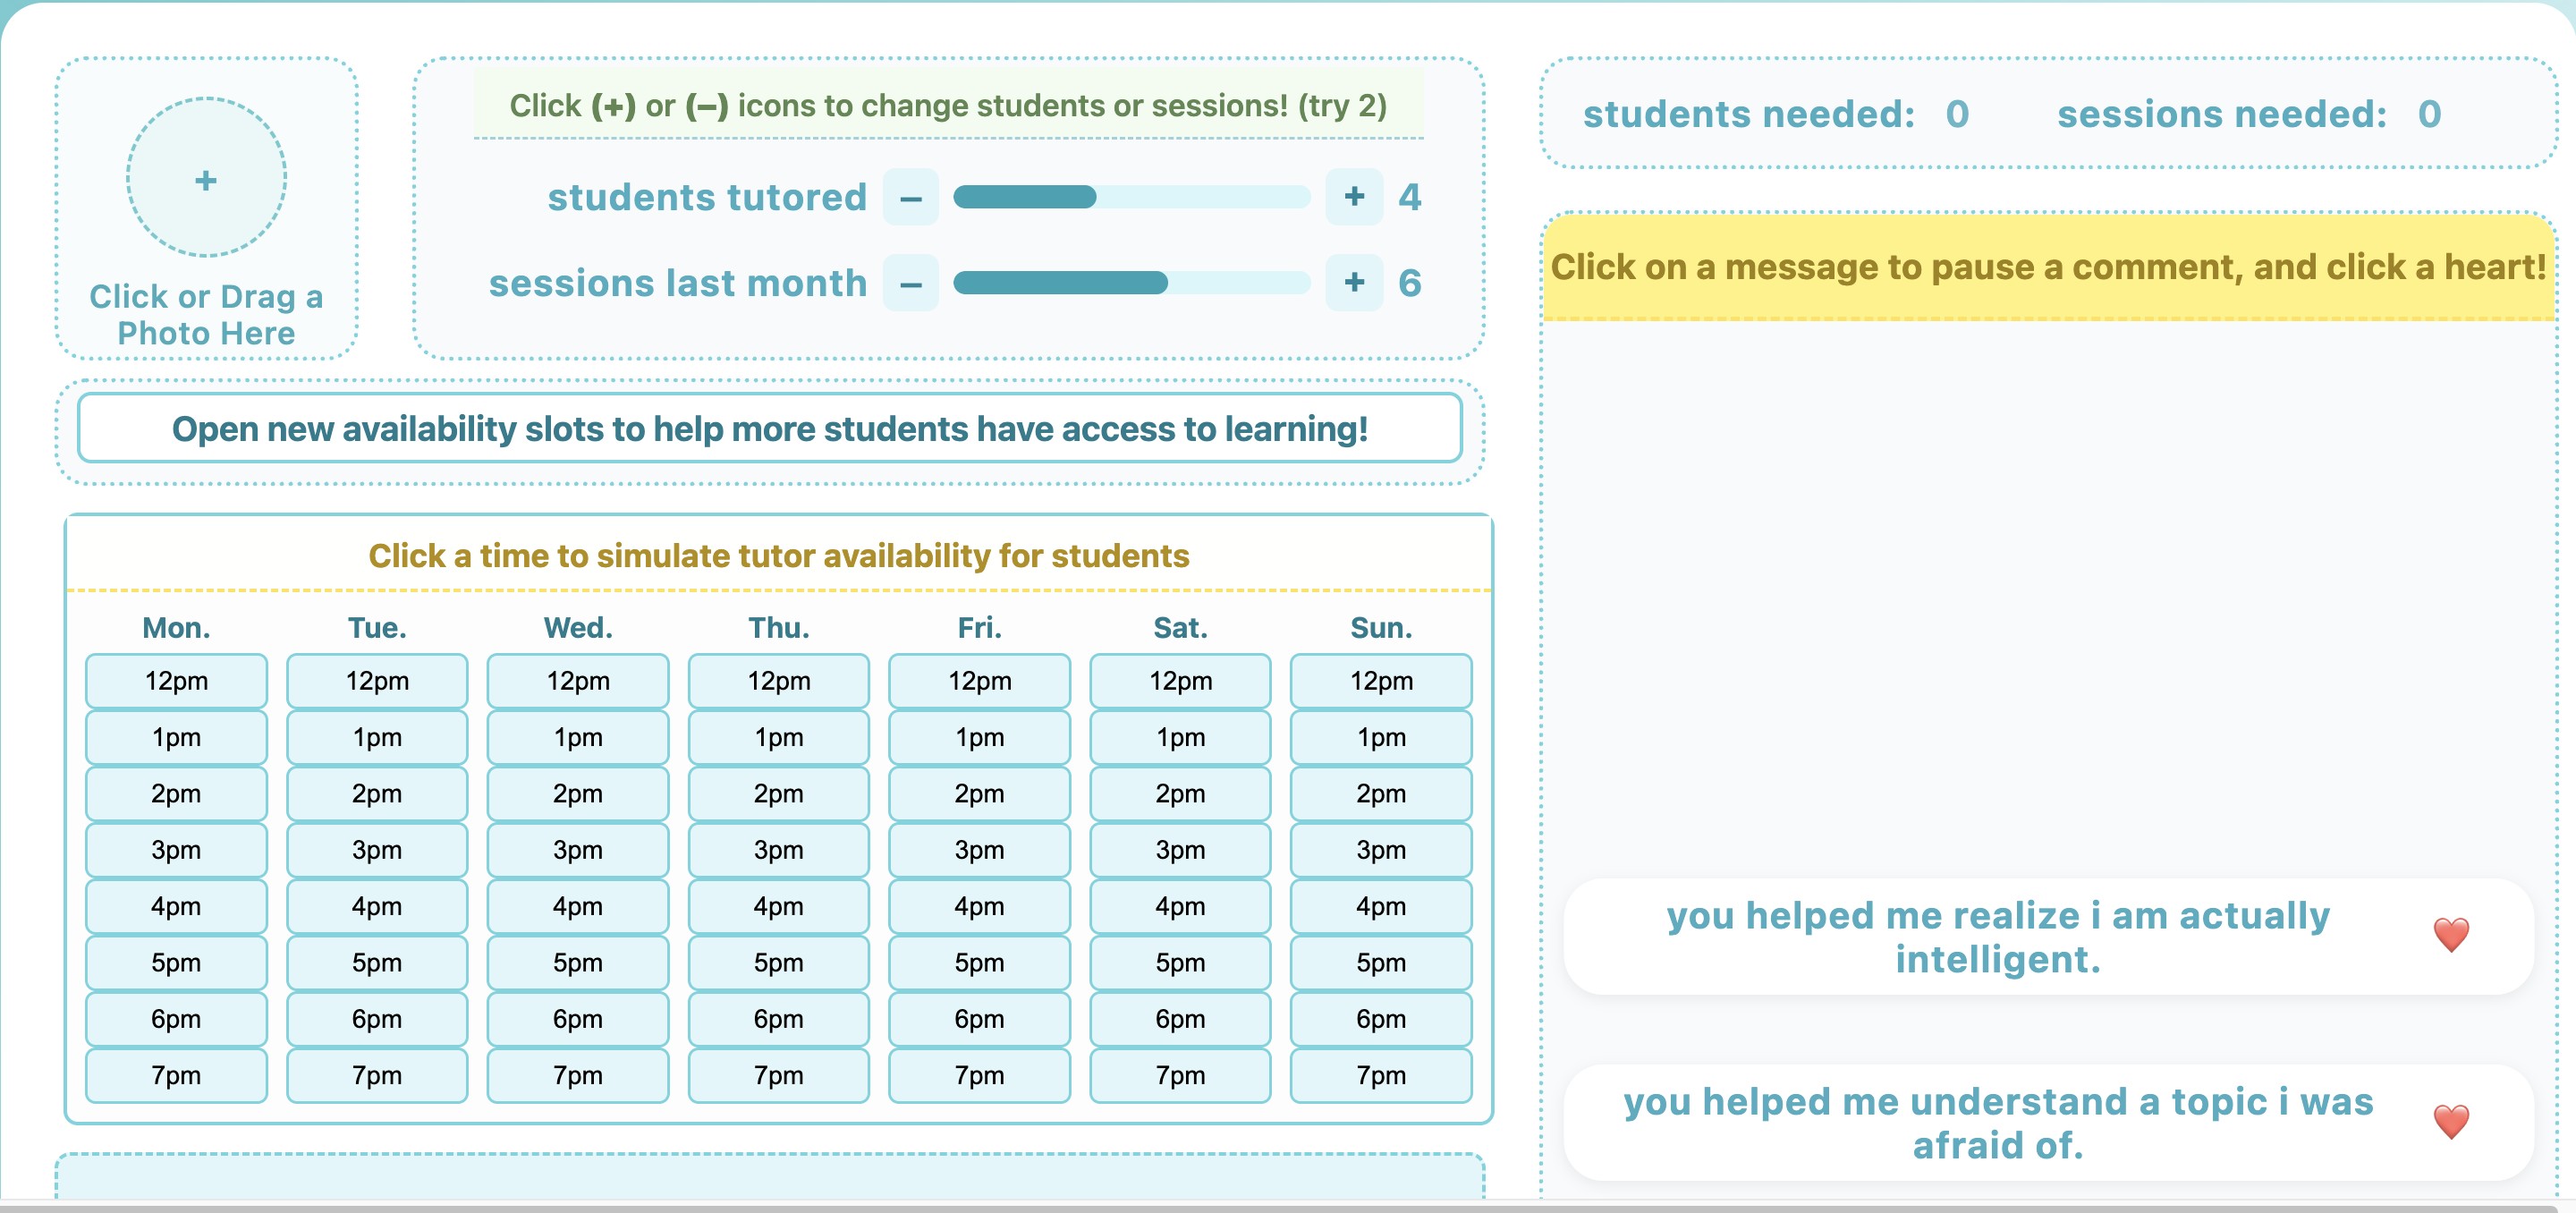 +
Click or Drag a
Photo Here
Click (+) or (−) icons to change students or sessions! (try 2)
students tutored − + 4
sessions last month − + 6
Open new availability slots to help more students have access to learning!
Click a time to simulate tutor availability for students
Mon. Tue. Wed. Thu. Fri. Sat. Sun.
12pm 12pm 12pm 12pm 12pm 12pm 12pm
1pm 1pm 1pm 1pm 1pm 1pm 1pm
2pm 2pm 2pm 2pm 2pm 2pm 2pm
3pm 3pm 3pm 3pm 3pm 3pm 3pm
4pm 4pm 4pm 4pm 4pm 4pm 4pm
5pm 5pm 5pm 5pm 5pm 5pm 5pm
6pm 6pm 6pm 6pm 6pm 6pm 6pm
7pm 7pm 7pm 7pm 7pm 7pm 7pm
students needed: 0 sessions needed: 0
Click on a message to pause a comment, and click a heart!
you helped me realize i am actually
intelligent.
you helped me understand a topic i was
afraid of.